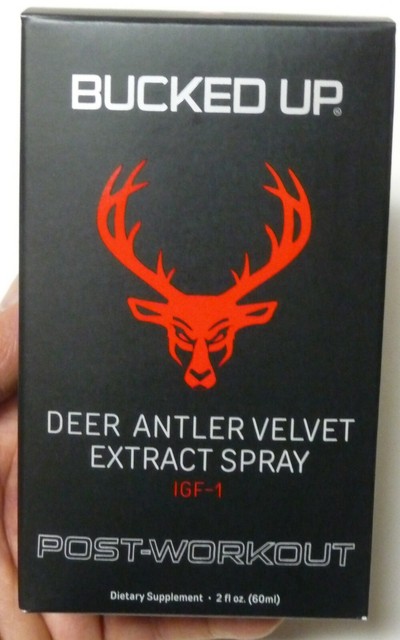 BUCKED UP®
DEER ANTLER VELVET
EXTRACT SPRAY
IGF-1
POST-WORKOUT
Dietary Supplement • 2 fl oz. (60ml)